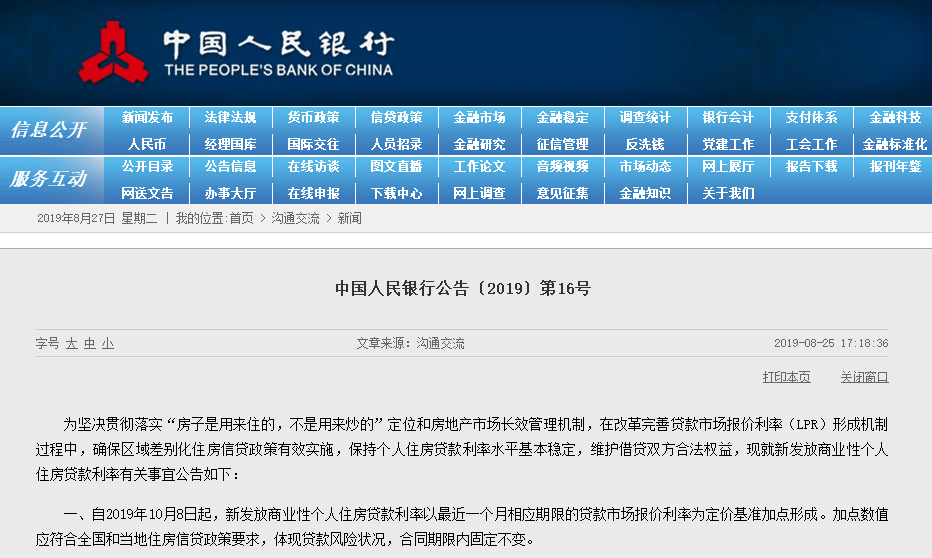 中国人民银行
THE PEOPLE'S BANK OF CHINA
信息公开 新闻发布 法律法规 货币政策 信贷政策 金融市场 金融稳定 调查统计 银行会计 支付体系 金融科技
人民币 经理国库 国际交往 人员招录 金融研究 征信管理 反洗钱 党建工作 工会工作 金融标准化
服务互动 公开目录 公告信息 在线访谈 图文直播 工作论文 音频视频 市场动态 网上展厅 报告下载 报刊年鉴
网送文告 办事大厅 在线申报 下载中心 网上调查 意见征集 金融知识 关于我们
2019年8月27日 星期二 | 我的位置:首页 > 沟通交流 > 新闻
中国人民银行公告〔2019〕第16号
字号 大 中 小 文章来源：沟通交流 2019-08-25 17:18:36
打印本页 关闭窗口
为坚决贯彻落实“房子是用来住的，不是用来炒的”定位和房地产市场长效管理机制，在改革完善贷款市场报价利率（LPR）形成机制
过程中，确保区域差别化住房信贷政策有效实施，保持个人住房贷款利率水平基本稳定，维护借贷双方合法权益，现就新发放商业性个人
住房贷款利率有关事宜公告如下：
一、自2019年10月8日起，新发放商业性个人住房贷款利率以最近一个月相应期限的贷款市场报价利率为定价基准加点形成。加点数值
应符合全国和当地住房信贷政策要求，体现贷款风险状况，合同期限内固定不变。